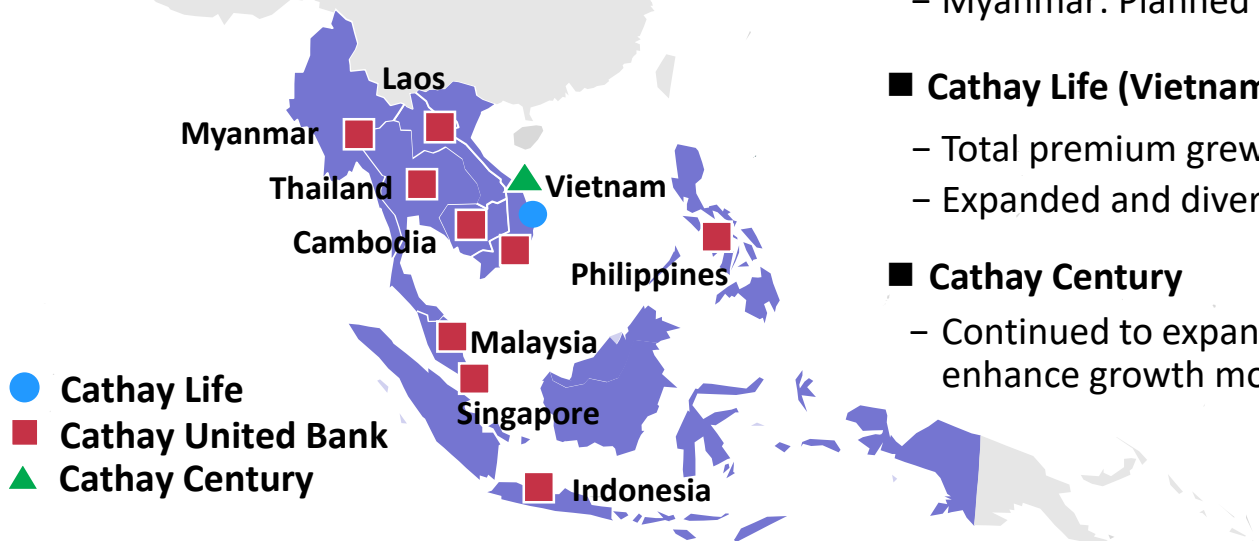 Laos
Myanmar
Thailand
Vietnam
Cambodia
Philippines
Malaysia
Singapore
Indonesia
Cathay Life
Cathay United Bank
Cathay Century
– Myanmar: Planned
■ Cathay Life (Vietnam
– Total premium grew
– Expanded and diver
■ Cathay Century
– Continued to expan
enhance growth mo